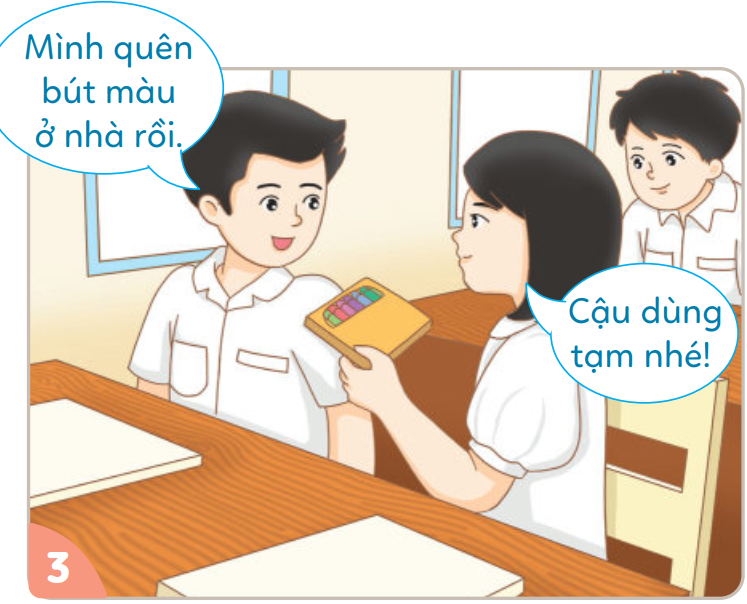 Mình quên
bút màu
ở nhà rồi.
Cậu dùng
tạm nhé!
3